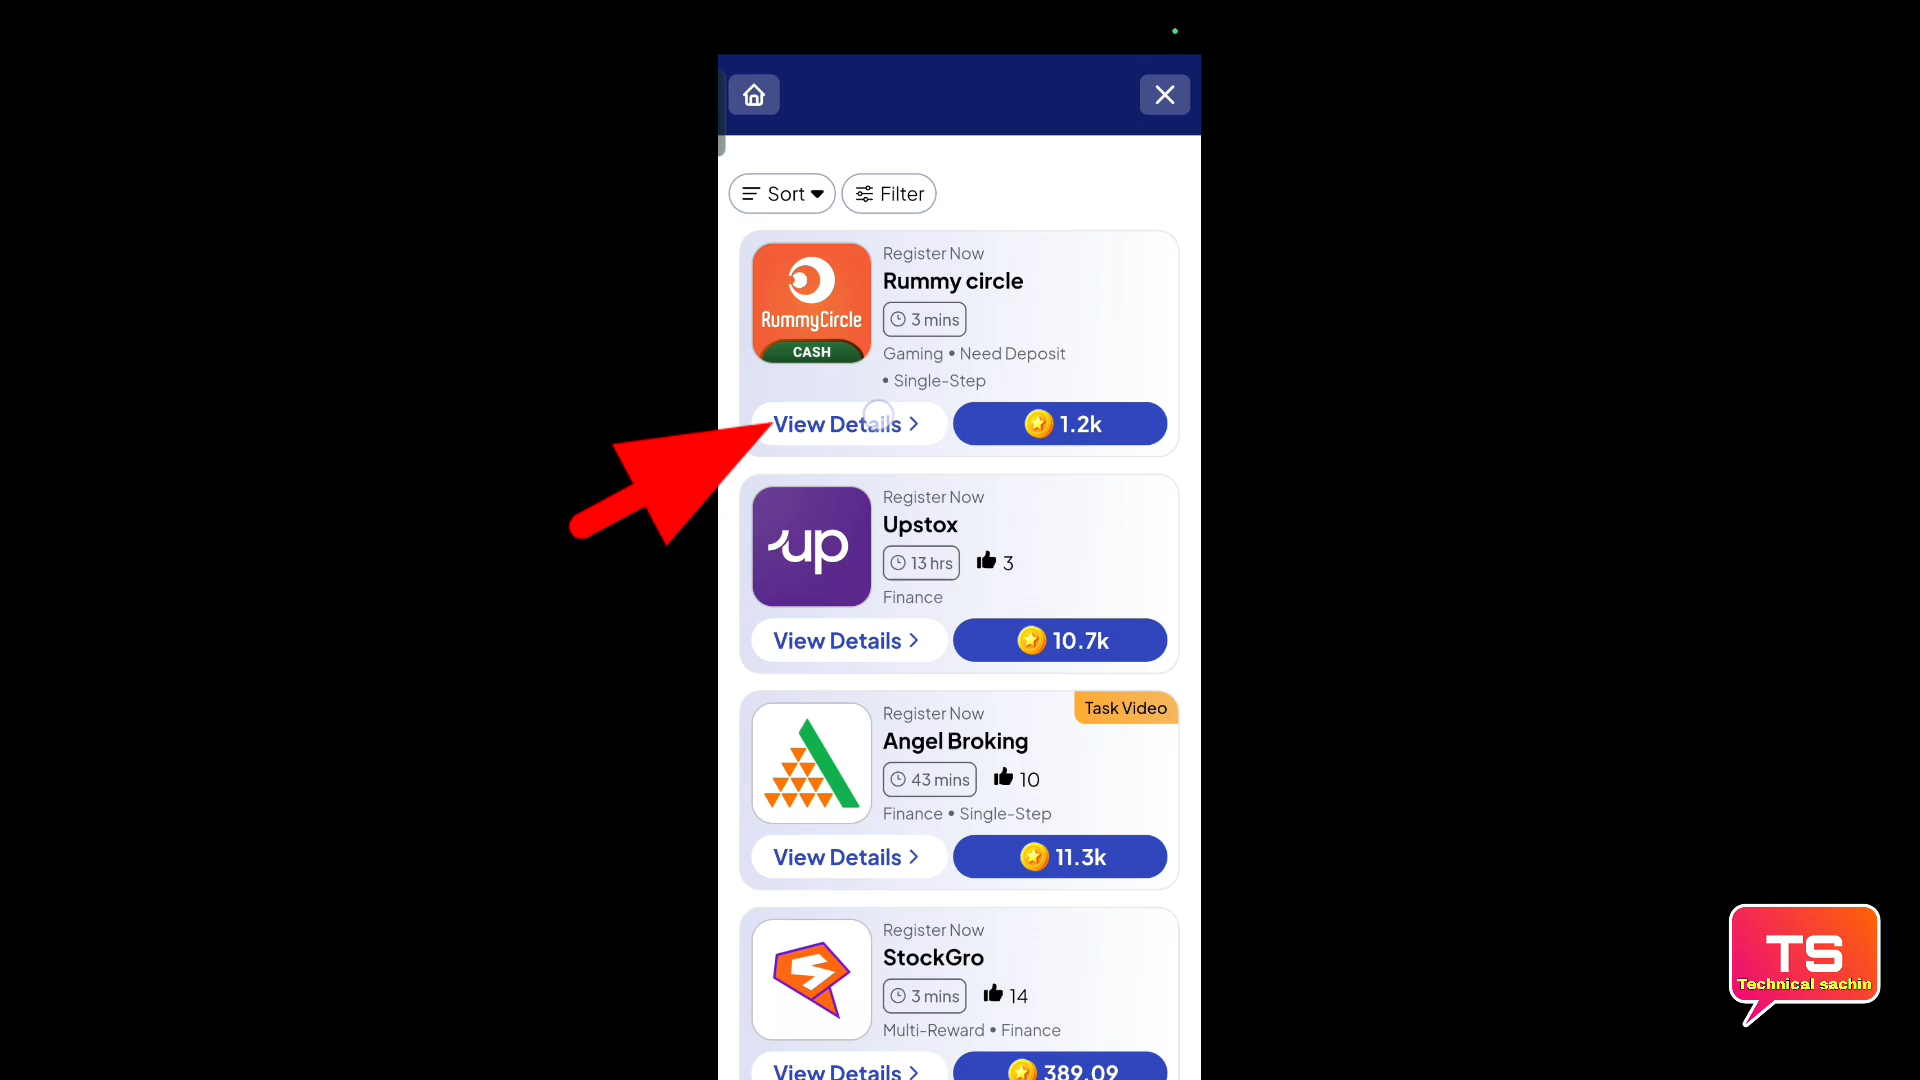 Sort
Filter
Register Now
Rummy circle
RummyCircle
CASH
3 mins
Gaming • Need Deposit
• Single-Step
View Details >
1.2k
Register Now
Upstox
up
13 hrs
3
Finance
View Details >
10.7k
Task Video
Register Now
Angel Broking
43 mins
10
Finance • Single-Step
View Details >
11.3k
Register Now
StockGro
3 mins
14
Multi-Reward • Finance
View Details >
389.09
TS
Technical sachin